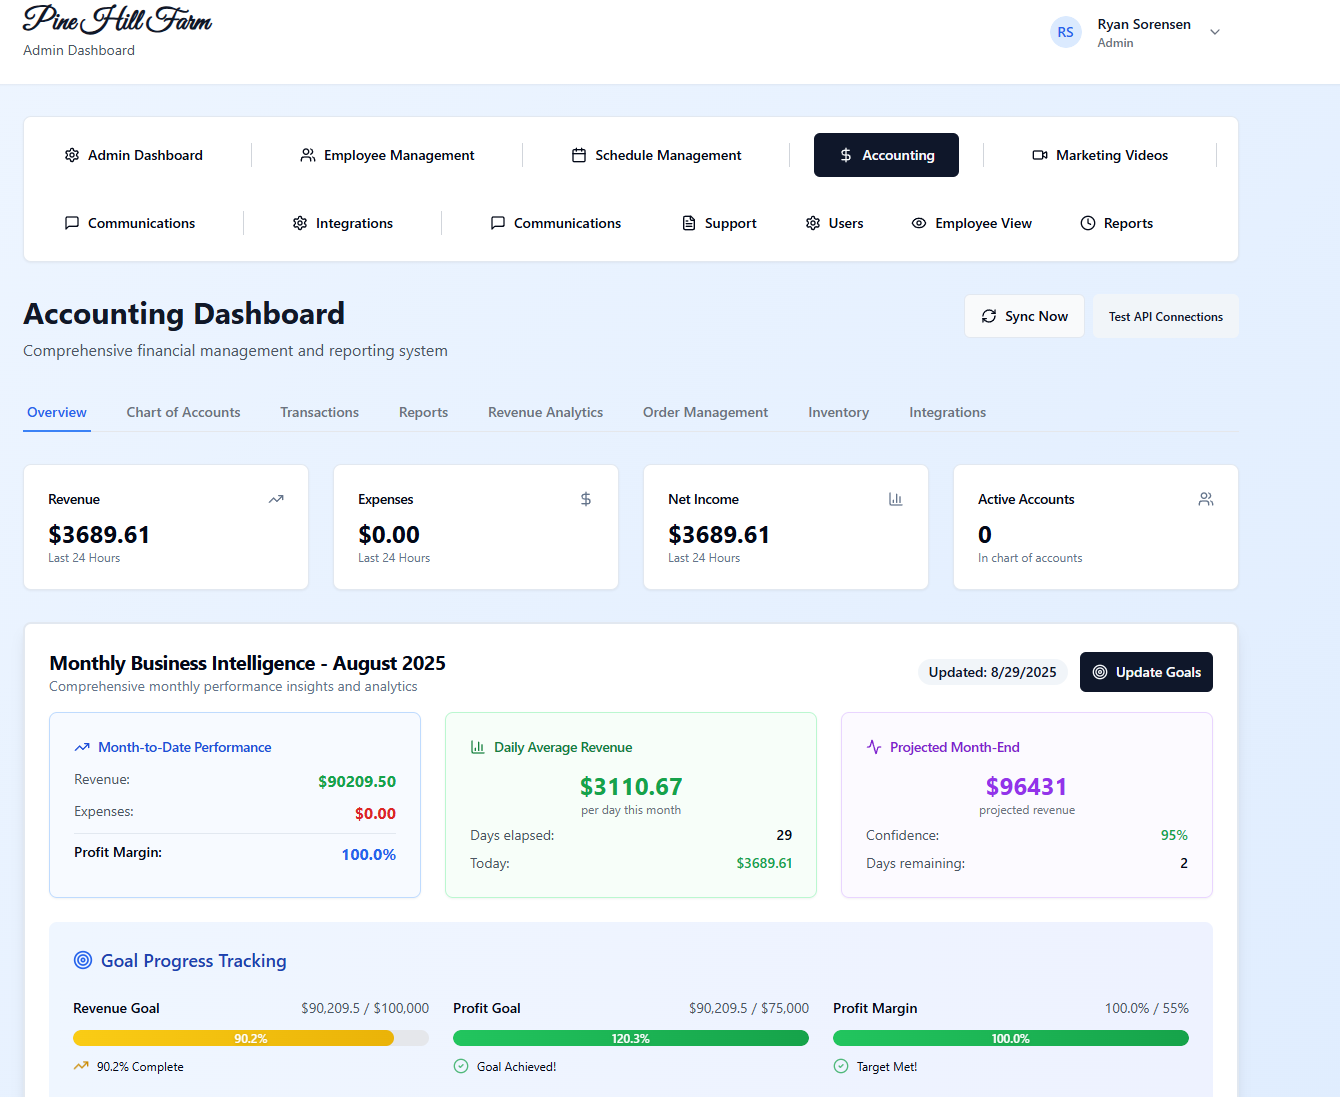 Pine Hill Farm
Admin Dashboard
RS
Ryan Sorensen
Admin
Admin Dashboard
Employee Management
Schedule Management
Accounting
Marketing Videos
Communications
Integrations
Communications
Support
Users
Employee View
Reports
Accounting Dashboard
Comprehensive financial management and reporting system
Sync Now
Test API Connections
Overview
Chart of Accounts
Transactions
Reports
Revenue Analytics
Order Management
Inventory
Integrations
Revenue
$3689.61
Last 24 Hours
Expenses
$0.00
Last 24 Hours
Net Income
$3689.61
Last 24 Hours
Active Accounts
0
In chart of accounts
Monthly Business Intelligence - August 2025
Comprehensive monthly performance insights and analytics
Updated: 8/29/2025
Update Goals
Month-to-Date Performance
Revenue: $90209.50
Expenses: $0.00
Profit Margin: 100.0%
Daily Average Revenue
$3110.67
per day this month
Days elapsed: 29
Today: $3689.61
Projected Month-End
$96431
projected revenue
Confidence: 95%
Days remaining: 2
Goal Progress Tracking
Revenue Goal $90,209.5 / $100,000
90.2%
90.2% Complete
Profit Goal $90,209.5 / $75,000
120.3%
Goal Achieved!
Profit Margin 100.0% / 55%
100.0%
Target Met!